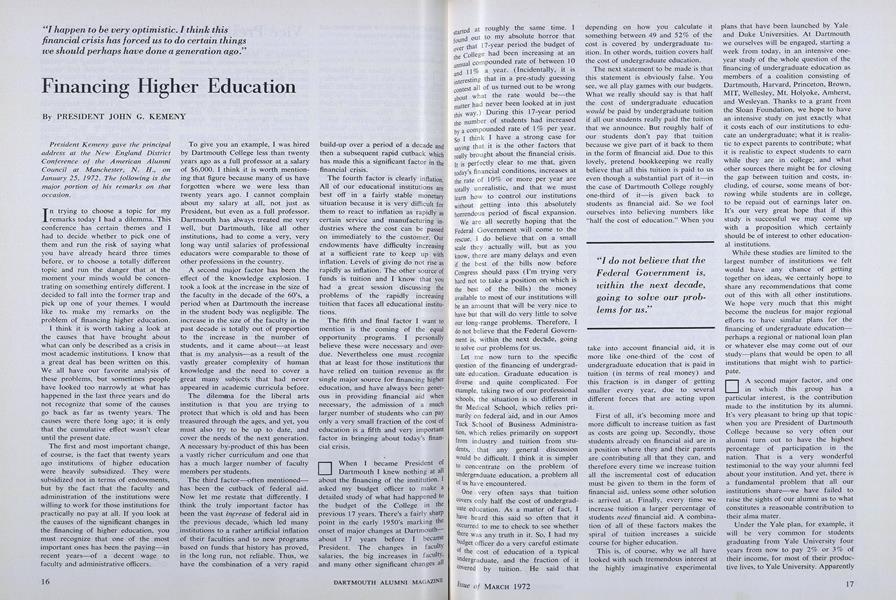 "I happen to be very optimistic. I think this
financial crisis has forced us to do certain things
we should perhaps have done a generation ago."
Financing Higher Education
By PRESIDENT JOHN G. KEMENY
President Kemeny gave the principal
address at the New England District
Conference of the American Alumni
Council at Manchester, N. H., on
January 25, 1972. The following is the
major portion of his remarks on that
occasion.
In trying to choose a topic for my
remarks today I had a dilemma. This
conference has certain themes and I
had to decide whether to pick one of
them and run the risk of saying what
you have already heard three times
before, or to choose a totally different
topic and run the danger that at the
moment your minds would be concen-
trating on something entirely different. I
decided to fall into the former trap and
pick up one of your themes. I would
like to make my remarks on the
problem of financing higher education.
I think it is worth taking a look at
the causes that have brought about
what can only be described as a crisis in
most academic institutions. I know that
a great deal has been written on this.
We all have our favorite analysis of
these problems, but sometimes people
have looked too narrowly at what has
happened in the last three years and do
not recognize that some of the causes
go back as far as twenty years. The
causes were there long ago; it is only
that the cumulative effect wasn't clear
until the present date.
The first and most important change,
of course, is the fact that twenty years
ago institutions of higher education
were heavily subsidized. They were
subsidized not in terms of endowments,
but by the fact that the faculty and
administration of the institutions were
willing to work for those institutions for
practically no pay at all. If you look at
the causes of the significant changes in
the financing of higher education, you
must recognize that one of the most
important ones has been the paying—in
recent years—of a decent wage to
faculty and administrative officers.
To give you an example, I was hired
by Dartmouth College less than twenty
years ago as a full professor at a salary
of $6,000. I think it is worth mention-
ing that figure because many of us have
forgotten where we were less than
twenty years ago. I cannot complain
about my salary at all, not just as
President, but even as a full professor.
Dartmouth has always treated me very
well, but Dartmouth, like all other
institutions, had to come a very, very
long way until salaries of professional
educators were comparable to those of
other professions in the country.
A second major factor has been the
effect of the knowledge explosion. I
took a look at the increase in the size of
the faculty in the decade of the 60's, a
period when at Dartmouth the increase
in the student body was negligible. The
increase in the size of the faculty in the
past decade is totally out of proportion
to the increase in the number of
students, and it came about—at least
that is my analysis—as a result of the
vastly greater complexity of human
knowledge and the need to cover a
great many subjects that had never
appeared in academic curricula before.
The dilemma for the liberal arts
institution is that you are trying to
protect that which is old and has been
treasured through the ages, and yet, you
must also try to be up to date, and
cover the needs of the next generation.
A necessary by-product of this has been
a vastly richer curriculum and one that
has a much larger number of faculty
members per students.
The third factor—often mentioned—
has been the cutback of federal aid.
Now let me restate that differently. I
think the truly important factor has
been the vast ingress of federal aid in
the previous decade, which led many
institutions to a rather artificial inflation
of their faculties and to new programs
based on funds that history has proved,
in the long run, not reliable. Thus, we
have the combination of a very rapid
build-up over a period of a decade and
then a subsequent rapid cutback, which
has made this a significant factor in the
financial crisis.
The fourth factor is clearly inflation.
All of our educational institutions are
best off in a fairly stable monetary
situation because it is very difficult for
them to react to inflation as rapidly as
certain service and manufacturing in-
dustries where the cost can be passed
on immediately to the customer. Our
endowments have difficulty increasing
at a sufficient rate to keep up with
inflation. Levels of giving do not rise as
rapidly as inflation. The other source of
funds is tuition and I know that you
had a great session discussing the
problems of the rapidly increasing
tuition that faces all educational institu-
tions.
The fifth and final factor I want to
mention is the coming of the equal
opportunity programs. I personally
believe these were necessary and over-
due. Nevertheless one must recognize
that at least for those institutions that
have relied on tuition revenue as the
single major source for financing higher
education, and have always been gener-
ous in providing financial aid when
necessary, the admission of a much
larger number of students who can pay
only a very small fraction of the cost of
education is a fifth and very important
factor in bringing about today's finan-
cial crisis.
When I became President of
Dartmouth I knew nothing at all
about the financing of the institution. I
asked my budget officer to make a
detailed study of what had happened to
the budget of the College in the
previous 17 years. There's a fairly sharp
point in the early 1950's marking the
onset of major changes at Dartmouth—
about 17 years before I became
President. The changes in faculty
salaries, the big increases in faculty,
and many other significant changes all
16
DARTMOUTH ALUMNI MAGAZINE
started at roughly the same time. I
found out to my absolute horror that
over that 17-year period the budget of
the College had been increasing at an
annual compounded rate of between 10
and 11% a year. (Incidentally, it is
interesting that in a pre-study guessing
contest all of us turned out to be wrong
about what the rate would be—the
matter had never been looked at in just
this way.) During this 17-year period
the number of students had increased
by a compounded rate of 1% per year.
So I think I have a strong case for
saying that it is the other factors that
really brought about the financial crisis.
It is perfectly clear to me that, given
today's financial conditions, increases at
the rate of 10% or more per year are
totally unrealistic, and that we must
learn how to control our institutions
without getting into this absolutely
horrendous period of fiscal expansion.
We are all secretly hoping that the
Federal Government will come to the
rescue. I do believe that on a small
scale they actually will, but as you
know, there are many delays and even
if the best of the bills now before
Congress should pass (I'm trying very
hard not to take a position on which is
the best of the bills) the money
available to most of our institutions will
be an amount that will be very nice to
have but that will do very little to solve
our long-range problems. Therefore, I
do not believe that the Federal Govern-
ment is, within the next decade, going
to solve our problems for us.
Let me now turn to the specific
question of the financing of undergrad-
uate education. Graduate education is
diverse and quite complicated. For
example, taking two of our professional
schools, the situation is so different in
the Medical School, which relies pri-
marily on federal aid, and in our Amos
Tuck School of Business Administra-
tion, which relies primarily on support
from industry and tuition from stu-
dents, that any general discussion
would be difficult. I think it is simpler
to concentrate on the problem of
undergraduate education, a problem all
of us have encountered.
One very often says that tuition
covers only half the cost of undergrad-
uate education. As a matter of fact, I
have heard this said so often that it
occurred to me to check to see whether
there was any truth in it. So, I had my
budget officer do a very careful estimate
of the cost of education of a typical
undergraduate, and the fraction of it
covered by tuition. He said that
Issue of MARCH 1972
depending on how you calculate it
something between 49 and 52% of the
cost is covered by undergraduate tu-
ition. In other words, tuition covers half
the cost of undergraduate education.
The next statement to be made is that
this statement is obviously false. You
see, we all play games with our budgets.
What we really should say is that half
the cost of undergraduate education
would be paid by undergraduate tuition
if all our students really paid the tuition
that we announce. But roughly half of
our students don't pay that tuition
because we give part of it back to them
in the form of financial aid. Due to this
lovely, pretend bookkeeping we really
believe that all this tuition is paid to us
even though a substantial part of it—in
the case of Dartmouth College roughly
one-third of it—is given back to
students as financial aid. So we fool
ourselves into believing numbers like
"half the cost of education." When you
"I do not believe that the
Federal Government is,
within the next decade,
going to solve our prob-
lems for us."
take into account financial aid, it is
more like one-third of the cost of
undergraduate education that is paid in
tuition (in terms of real money) and
this fraction is in danger of getting
smaller every year, due to several
different forces that are acting upon
it.
First of all, it's becoming more and
more difficult to increase tuition as fast
as costs are going up. Secondly, those
students already on financial aid are in
a position where they and their parents
are contributing all that they can, and
therefore every time we increase tuition
all the incremental cost of education
must be given to them in the form of
financial aid, unless some other solution
is arrived at. Finally, every time we
increase tuition a larger percentage of
students need financial aid. A combina-
tion of all of these factors makes the
spiral of tuition increases a suicide
course for higher education.
This is, of course, why we all have
looked with such tremendous interest at
the highly imaginative experimental
plans that have been launched by Yale
and Duke Universities. At Dartmouth
we ourselves will be engaged, starting a
week from today, in an intensive one-
year study of the whole question of the
financing of undergraduate education as
members of a coalition consisting of
Dartmouth, Harvard, Princeton, Brown,
MIT, Wellesley, Mt. Holyoke, Amherst,
and Wesleyan. Thanks to a grant from
the Sloan Foundation, we hope to have
an intensive study on just exactly what
it costs each of our institutions to edu-
cate an undergraduate; what it is realis-
tic to expect parents to contribute; what
it is realistic to expect students to earn
while they are in college; and what
other sources there might be for closing
the gap between tuition and costs, in-
cluding, of course, some means of bor-
rowing while students are in college,
to be repaid out of earnings later on.
It's our very great hope that if this
study is successful we may come up
with a proposition which certainly
should be of interest to other education-
al institutions.
While these studies are limited to the
largest number of institutions we felt
would have any chance of getting
together on ideas, we certainly hope to
share any recommendations that come
out of this with all other institutions.
We hope very much that this might
become the nucleus for major regional
efforts to have similar plans for the
financing of undergraduate education—
perhaps a regional or national loan plan
or whatever else may come out of our
study—plans that would be open to all
institutions that might wish to partici-
pate.
A second major factor, and one
in which this group has a
particular interest, is the contribution
made to the institution by its alumni.
It's very pleasant to bring up that topic
when you are President of Dartmouth
College because so very often our
alumni turn out to have the highest
percentage of participation in the
nation. That is a very wonderful
testimonial to the way your alumni feel
about your institution. And yet, there is
a fundamental problem that all our
institutions share—we have failed to
raise the sights of our alumni as to what
constitutes a reasonable contribution to
their alma mater.
Under the Yale plan, for example, it
will be very common for students
graduating from Yale University four
years from now to pay 2% or 3% of
their income, for most of their produc-
tive lives, to Yale University. Apparently
17